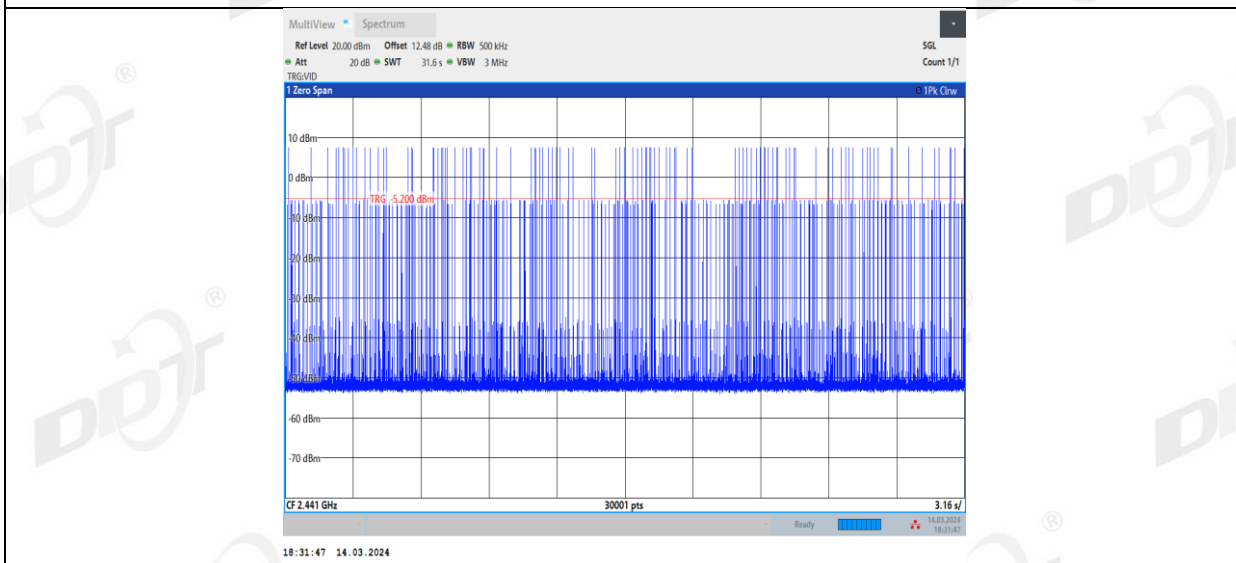 MultiView Spectrum
Ref Level 20.00 dBm Offset 12.48 dB RBW 500 kHz SGL
Att 20 dB SWT 31.6 s VBW 3 MHz Count 1/1
TRG:VID
1 Zero Span 1Pk Clrw
10 dBm
0 dBm
TRG -5.200 dBm
-10 dBm
-20 dBm
-30 dBm
-40 dBm
-50 dBm
-60 dBm
-70 dBm
CF 2.441 GHz 30001 pts 3.16 s/
Ready 14.03.2024
18:31:47
18:31:47 14.03.2024
DDT ®